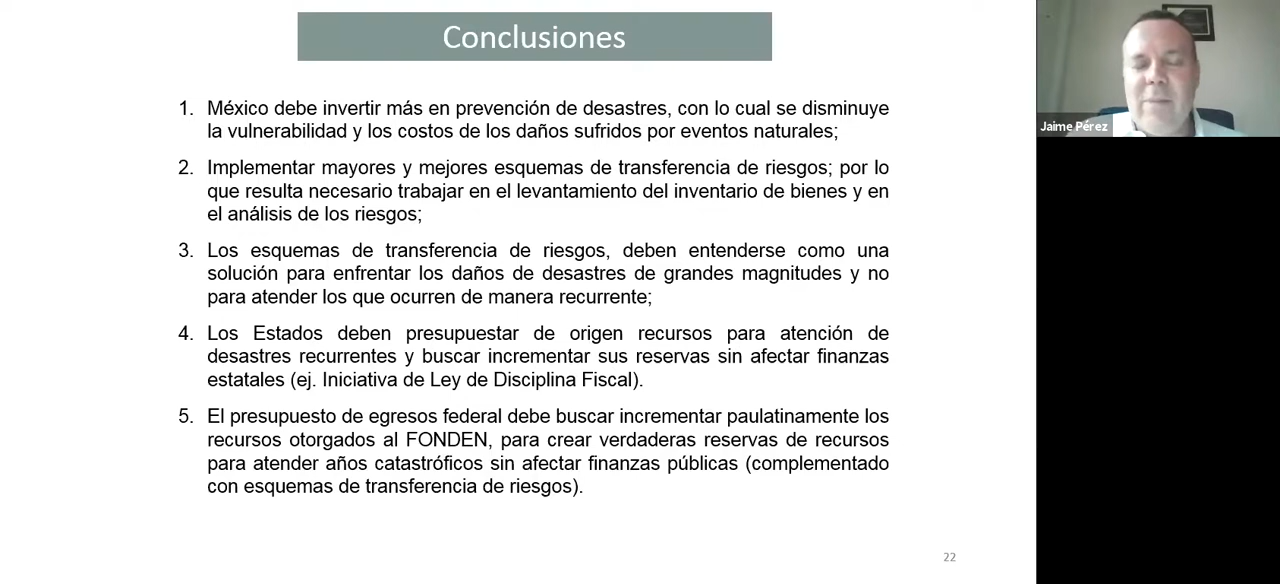 Conclusiones
1. México debe invertir más en prevención de desastres, con lo cual se disminuye
la vulnerabilidad y los costos de los daños sufridos por eventos naturales;
2. Implementar mayores y mejores esquemas de transferencia de riesgos; por lo
que resulta necesario trabajar en el levantamiento del inventario de bienes y en
el análisis de los riesgos;
3. Los esquemas de transferencia de riesgos, deben entenderse como una
solución para enfrentar los daños de desastres de grandes magnitudes y no
para atender los que ocurren de manera recurrente;
4. Los Estados deben presupuestar de origen recursos para atención de
desastres recurrentes y buscar incrementar sus reservas sin afectar finanzas
estatales (ej. Iniciativa de Ley de Disciplina Fiscal).
5. El presupuesto de egresos federal debe buscar incrementar paulatinamente los
recursos otorgados al FONDEN, para crear verdaderas reservas de recursos
para atender años catastróficos sin afectar finanzas públicas (complementado
con esquemas de transferencia de riesgos).
22
Jaime Pérez